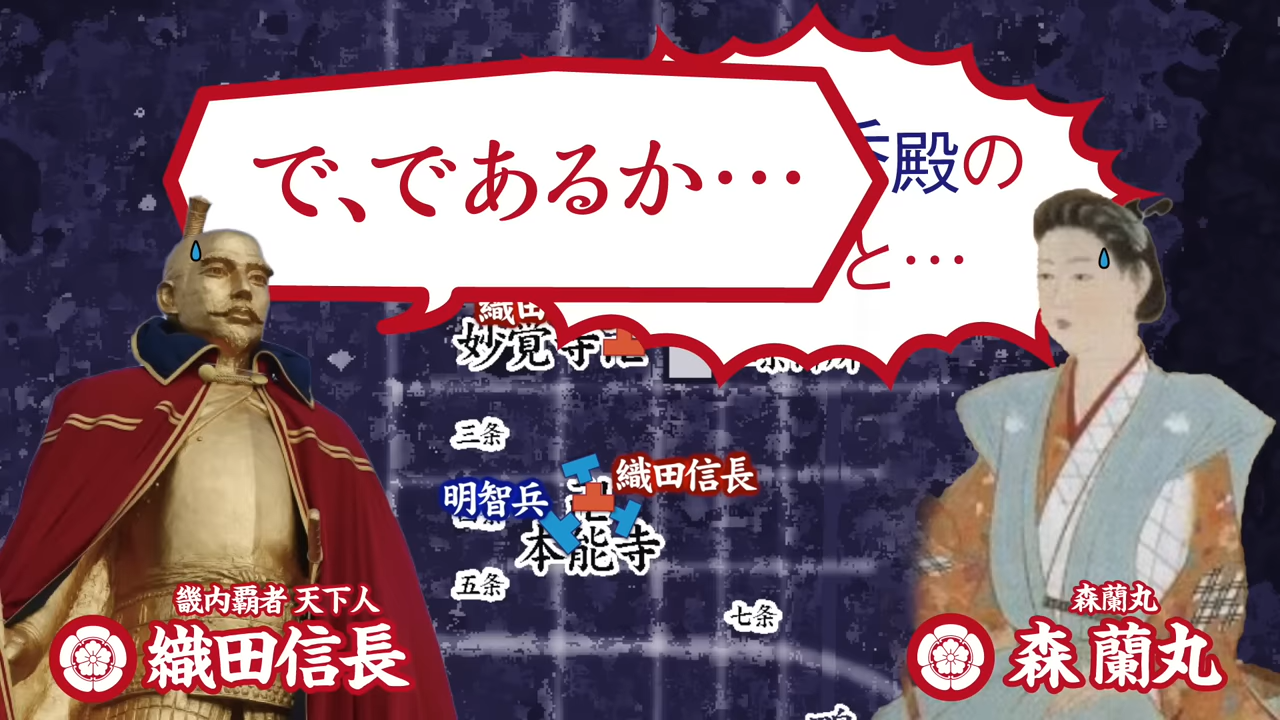 で、であるか…
殿の
と…
織田
妙覚寺
三条
明智兵
織田信長
本能寺
五条
七条
畿内覇者 天下人
織田信長
森蘭丸
森蘭丸